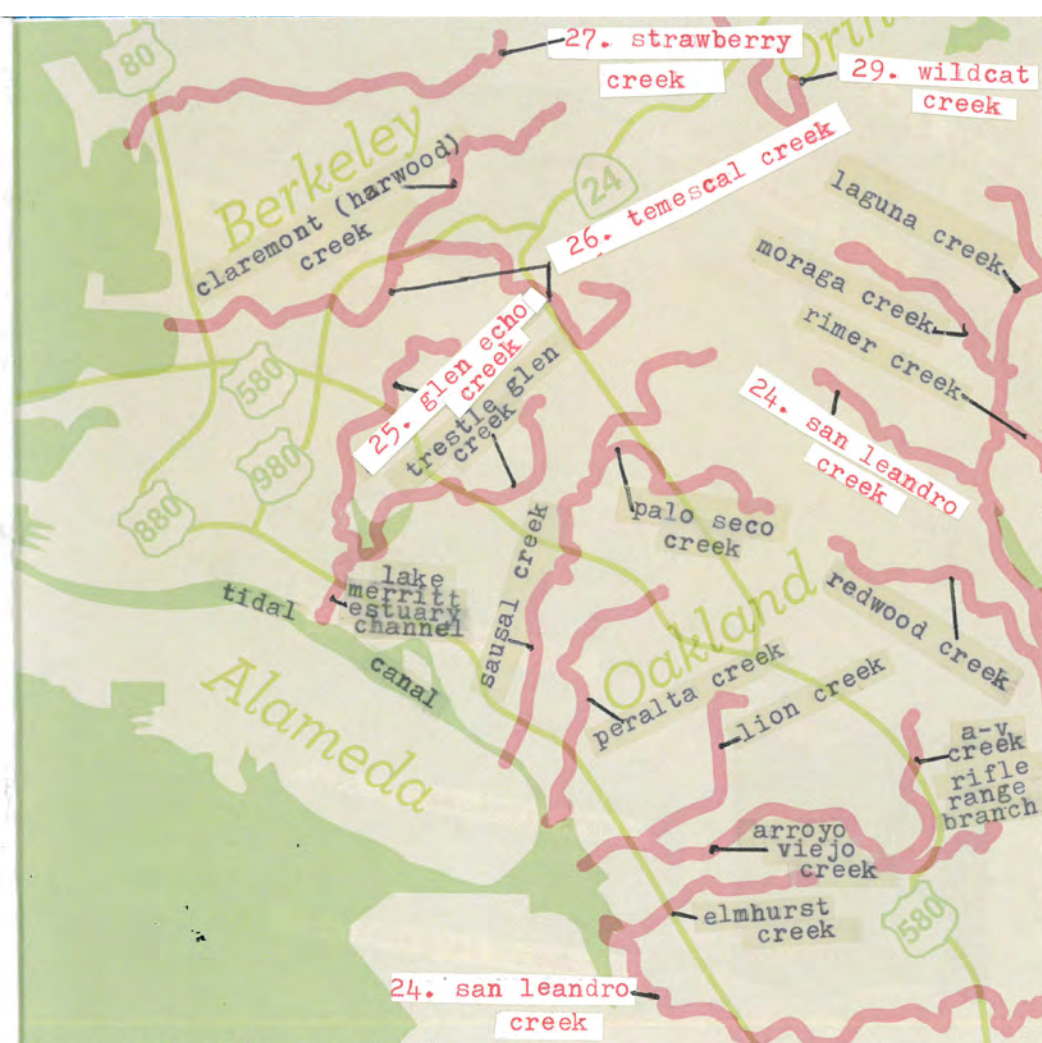 27. strawberry
creek
80
Orin
29. wildcat
creek
Berkeley
claremont (harwood)
creek
24
26. temescal creek
laguna creek
moraga creek
rimer creek
25. glen echo
creek
trestle glen
creek
580
980
880
24. san leandro
creek
palo seco
creek
sausal creek
lake
merritt
estuary
channel
tidal
canal
Alameda
Oakland
redwood creek
peralta creek
lion creek
a-v
creek
rifle
range
branch
arroyo
viejo
creek
elmhurst
creek
580
24. san leandro
creek